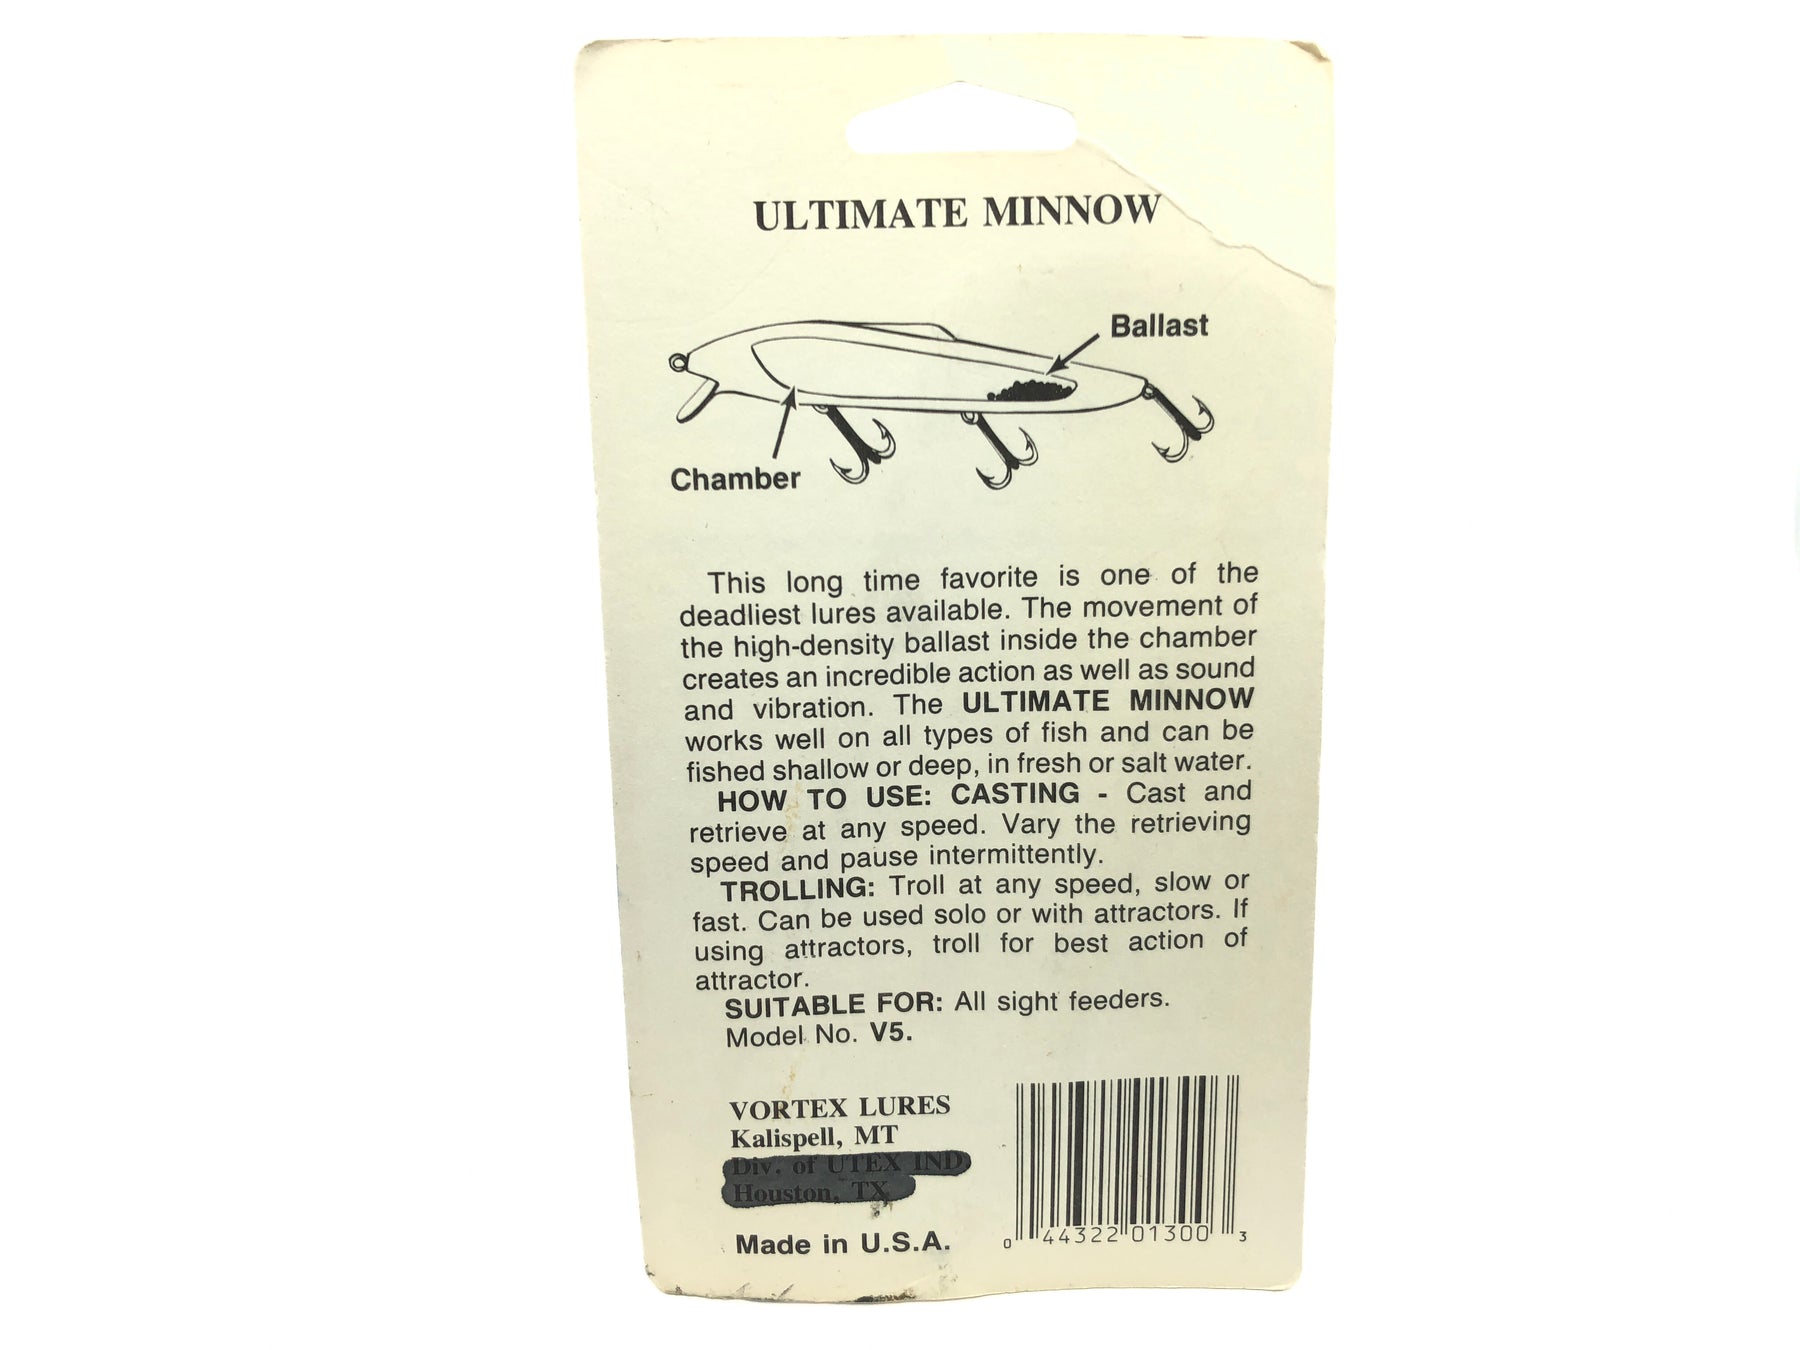 ULTIMATE MINNOW
Ballast
Chamber
This long time favorite is one of the
deadliest lures available. The movement of
the high-density ballast inside the chamber
creates an incredible action as well as sound
and vibration. The ULTIMATE MINNOW
works well on all types of fish and can be
fished shallow or deep, in fresh or salt water.
HOW TO USE: CASTING - Cast and
retrieve at any speed. Vary the retrieving
speed and pause intermittently.
TROLLING: Troll at any speed, slow or
fast. Can be used solo or with attractors. If
using attractors, troll for best action of
attractor.
SUITABLE FOR: All sight feeders.
Model No. V5.
VORTEX LURES
Kalispell, MT
Div. of UTEX IND
Houston, TX
Made in U.S.A.
0 44322 01300 3